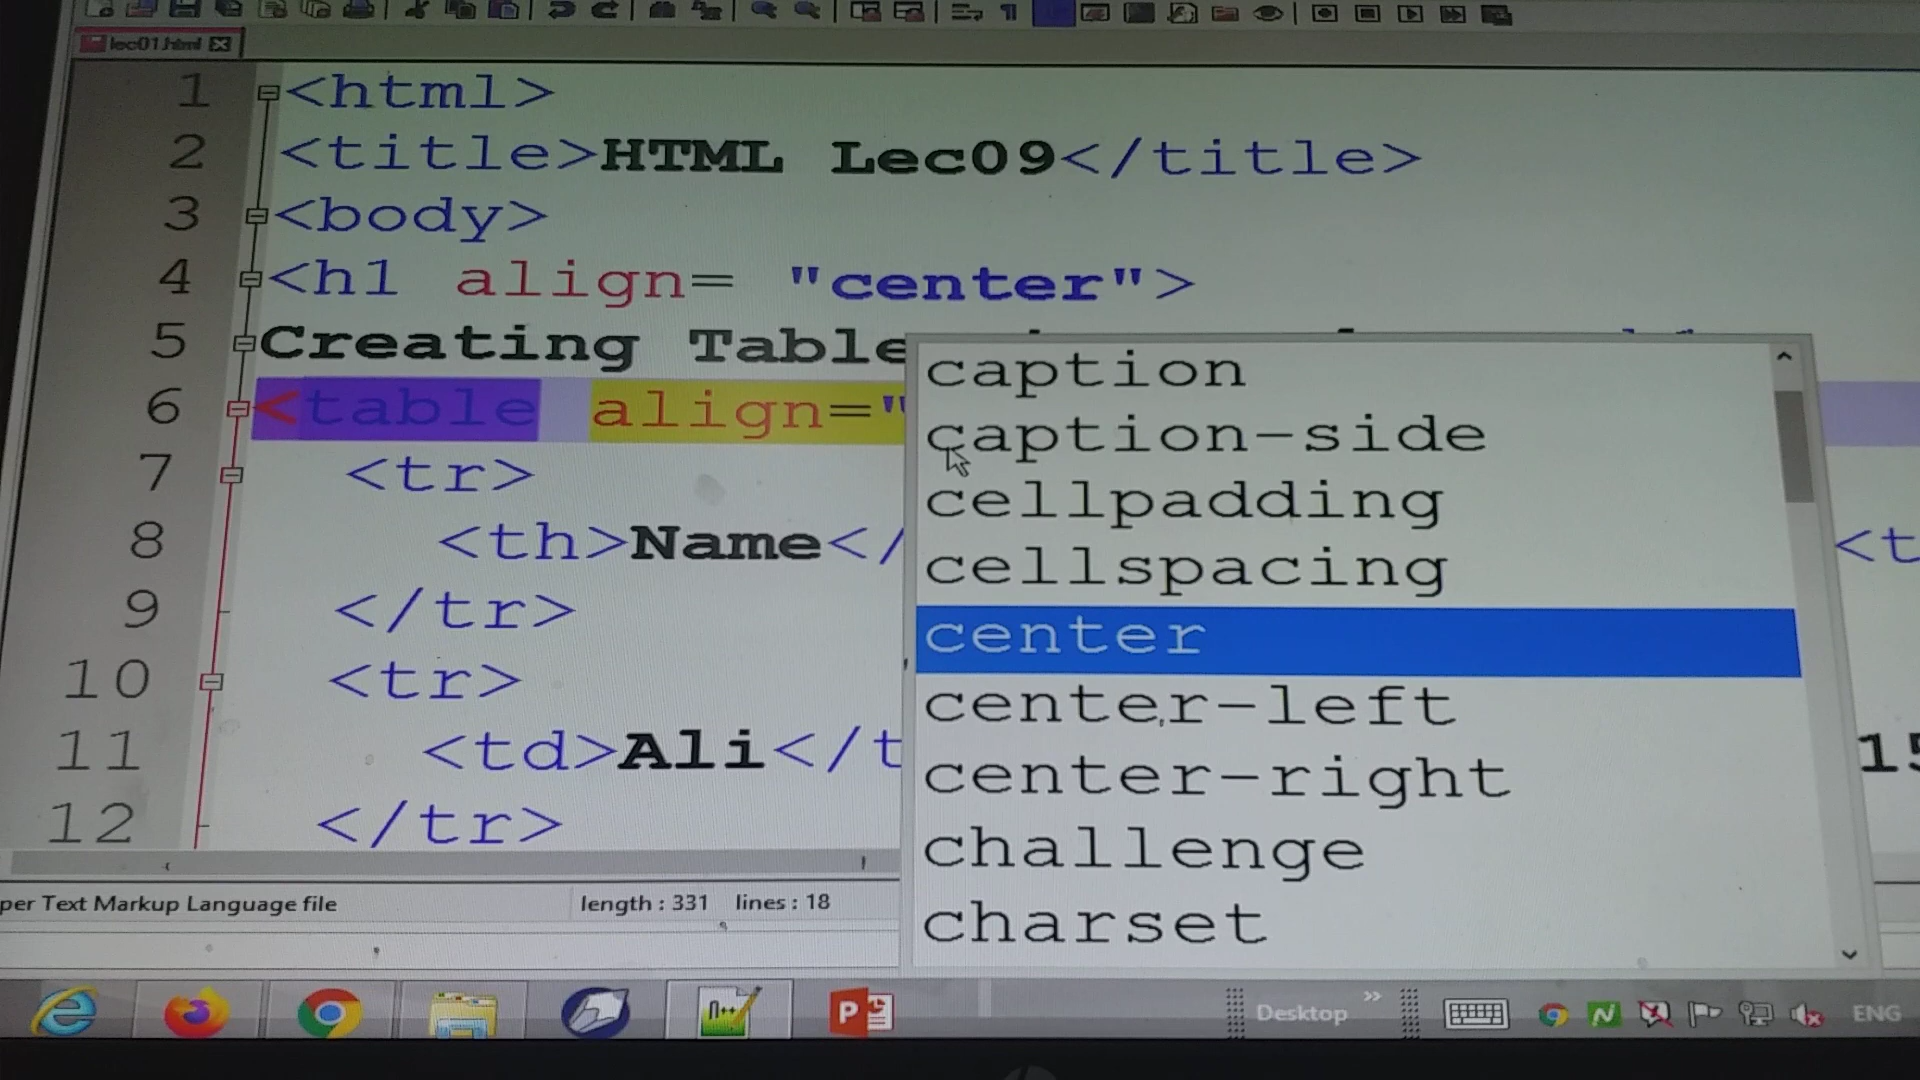 lec01.html
1 <html>
2 <title>HTML Lec09</title>
3 <body>
4 <h1 align= "center">
5 Creating Table
6 <table align="
7 <tr>
8 <th>Name</ <t
9 </tr>
10 <tr>
11 <td>Ali</t 15
12 </tr>
caption
caption-side
cellpadding
cellspacing
center
center-left
center-right
challenge
charset
per Text Markup Language file length : 331 lines : 18
Desktop ENG